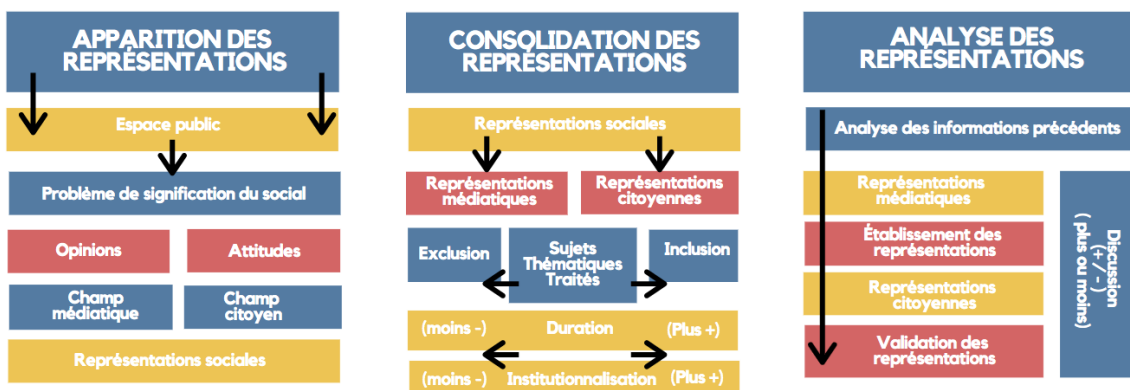 APPARITION DES
REPRÉSENTATIONS
Espace public
Problème de signification du social
Opinions
Attitudes
Champ
médiatique
Champ
citoyen
Représentations sociales
CONSOLIDATION DES
REPRÉSENTATIONS
Représentations sociales
Représentations
médiatiques
Représentations
citoyennes
Exclusion
Sujets
Thématiques
Traités
Inclusion
(moins -)
Duration
(Plus +)
(moins -)
Institutionnalisation
(Plus +)
ANALYSE DES
REPRÉSENTATIONS
Analyse des informations précédents
Représentations
médiatiques
Établissement des
représentations
Représentations
citoyennes
Validation des
représentations
Discussion
(+ / -)
( plus ou moins)